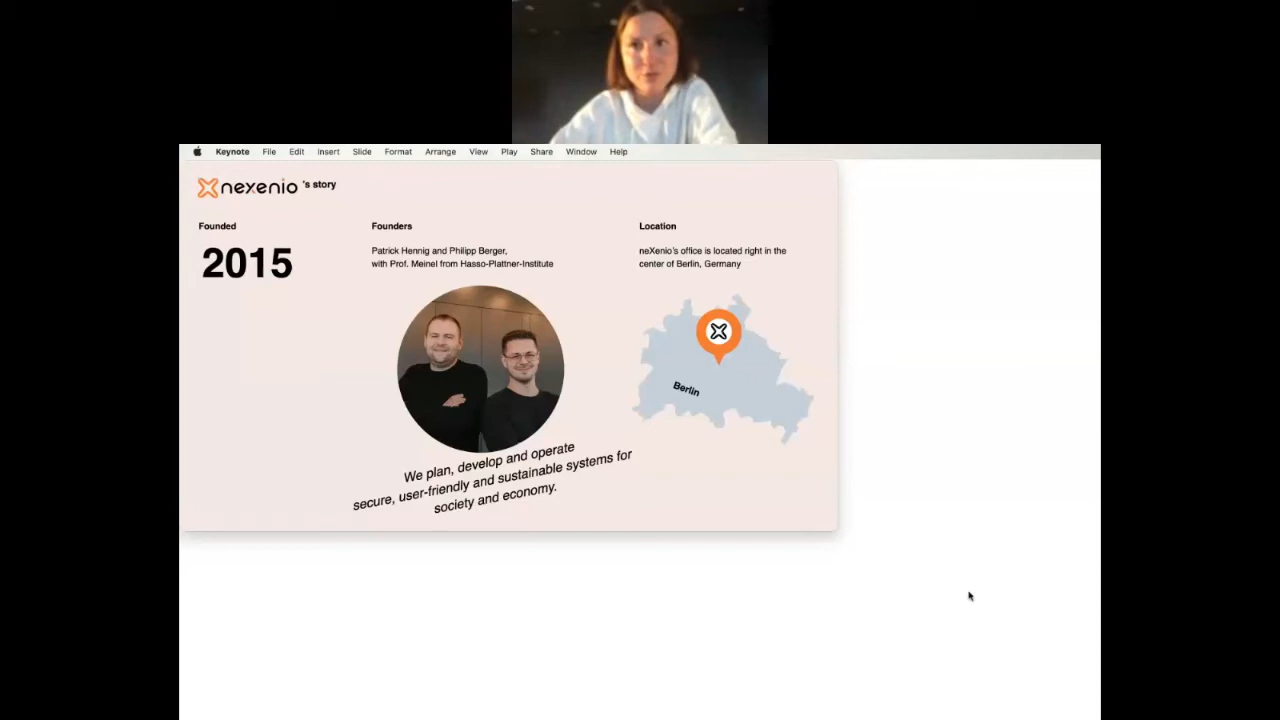 Keynote File Edit Insert Slide Format Arrange View Play Share Window Help
nexenio 's story
Founded
2015
Founders
Patrick Hennig and Philipp Berger,
with Prof. Meinel from Hasso-Plattner-Institute
Location
neXenio's office is located right in the
center of Berlin, Germany
Berlin
We plan, develop and operate
secure, user-friendly and sustainable systems for
society and economy.